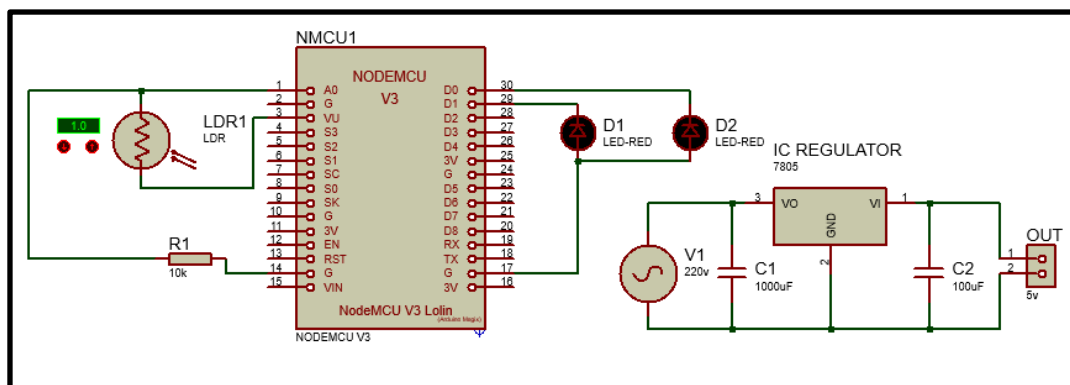 NMCU1
NODEMCU
V3
1 A0
2 G
3 VU
4 S3
5 S2
6 S1
7 SC
8 S0
9 SK
10 G
11 3V
12 EN
13 RST
14 G
15 VIN
D0 30
D1 29
D2 28
D3 27
D4 26
3V 25
G 24
D5 23
D6 22
D7 21
D8 20
RX 19
TX 18
G 17
3V 16
NodeMCU V3 Lolin
(Arduino Megix)
NODEMCU V3
1.0
LDR1
LDR
R1
10k
D1
LED-RED
D2
LED-RED
IC REGULATOR
7805
3 VO VI 1
GND
2
V1
220v
C1
1000uF
C2
100uF
OUT
1
2
5v